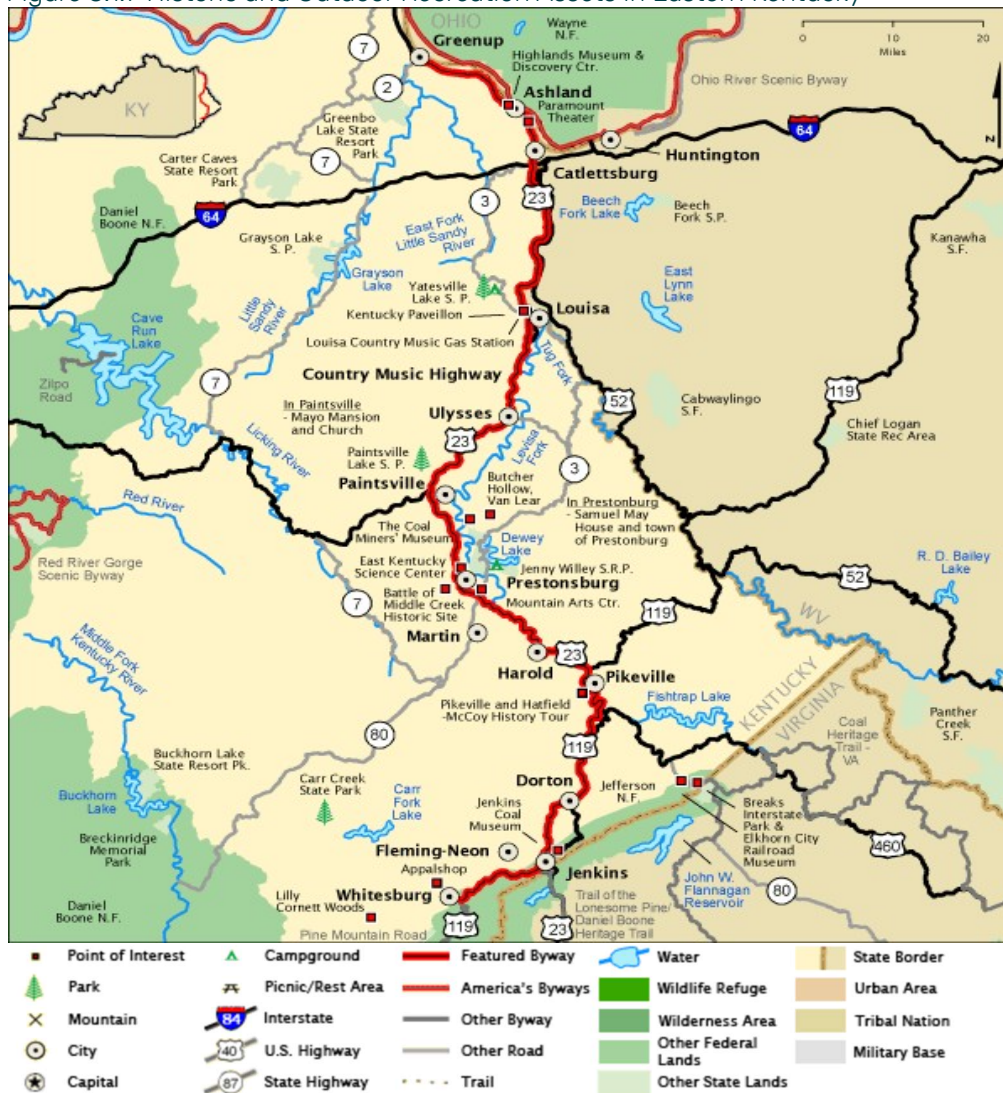 Figure 3.1.7 Historic and Outdoor Recreation Assets in Eastern Kentucky
OHIO
Wayne
N.F.
0
10
20
Miles
Greenup
Highlands Museum &
Discovery Ctr.
Ohio River Scenic Byway
7
2
KY
Ashland
Paramount
Theater
64
N
Greenbo
Lake State
Resort
Park
Huntington
Carter Caves
State Resort
Park
7
Catlettsburg
23
3
Daniel
Boone N.F.
64
Beech
Fork Lake
Beech
Fork S.P.
East Fork
Little Sandy
River
Kanawha
S.F.
Grayson Lake
S. P.
Grayson
Lake
East
Lynn
Lake
Yatesville
Lake S. P.
Little
Sandy
River
Kentucky Paveillon
Louisa
Cave
Run
Lake
Louisa Country Music Gas Station
Tug Fork
Zilpo
Road
Country Music Highway
7
52
119
Cabwaylingo
S.F.
In Paintsville
- Mayo Mansion
and Church
Ulysses
Chief Logan
State Rec Area
23
Levisa
Fork
Licking River
3
Paintsville
Lake S. P.
Butcher
Hollow,
Van Lear
Red River
Paintsville
In Prestonburg
- Samuel May
House and town
of Prestonburg
The Coal
Miners' Museum
Dewey
Lake
R. D. Bailey
Lake
Red River Gorge
Scenic Byway
East Kentucky
Science Center
Jenny Willey S.R.P.
52
Prestonsburg
7
Battle of
Middle Creek
Historic Site
Mountain Arts Ctr.
119
WV
Martin
Middle Fork
Kentucky River
23
Harold
Pikeville
KENTUCKY
VIRGINIA
Fishtrap Lake
Pikeville and Hatfield
-McCoy History Tour
Panther
Creek
S.F.
80
Coal
Heritage
Trail -
VA
119
Buckhorn Lake
State Resort Pk.
Carr Creek
State Park
Dorton
Jefferson
N.F.
Buckhorn
Lake
Carr
Fork
Lake
Jenkins
Coal
Museum
Breaks
Interstate
Park &
Elkhorn City
Railroad
Museum
Breckinridge
Memorial
Park
460
Fleming-Neon
Jenkins
Appalshop
John W.
Flannagan
Reservoir
80
Daniel
Boone N.F.
Lilly
Cornett Woods
Whitesburg
Trail of the
Lonesome Pine/
Daniel Boone
Heritage Trail
119
23
Pine Mountain Road
Point of Interest
Campground
Featured Byway
Water
State Border
Park
Picnic/Rest Area
America's Byways
Wildlife Refuge
Urban Area
Mountain
84
Interstate
Other Byway
Wilderness Area
Tribal Nation
City
40
U.S. Highway
Other Road
Other Federal
Lands
Military Base
Capital
87
State Highway
Trail
Other State Lands